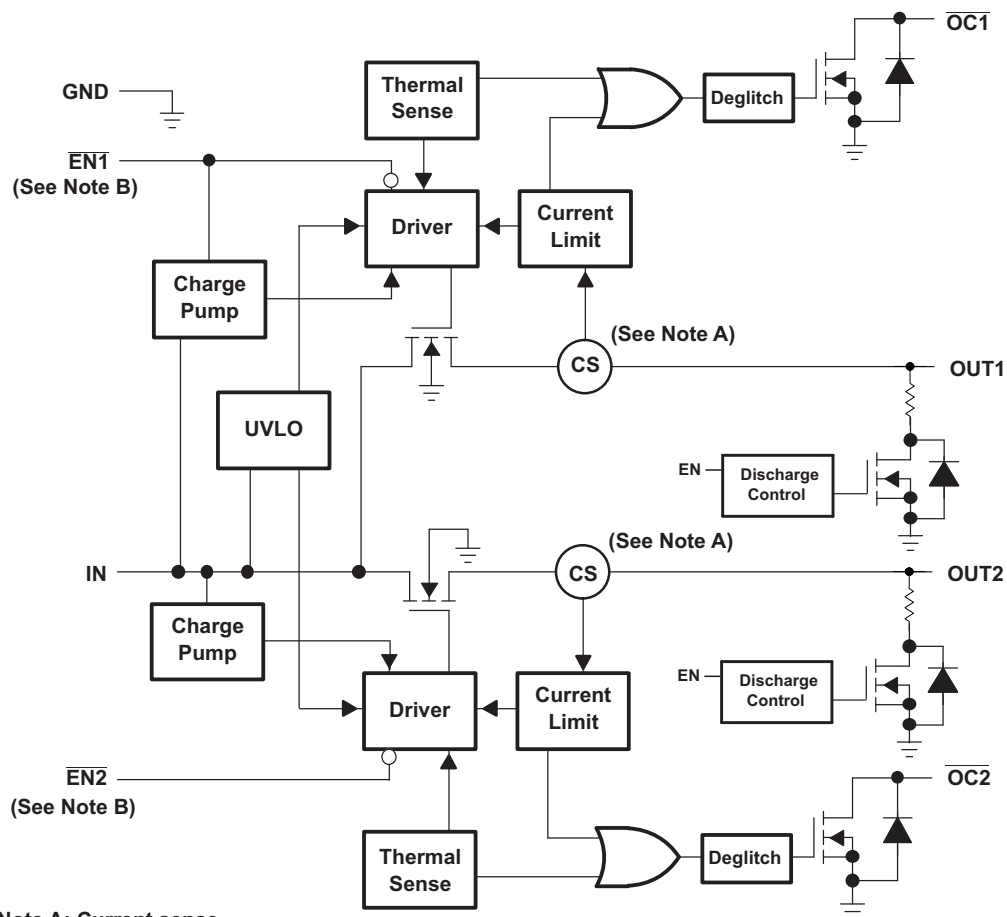 OC1
GND
Thermal
Sense
Deglitch
EN1
(See Note B)
Driver
Current
Limit
Charge
Pump
(See Note A)
CS
OUT1
UVLO
EN
Discharge
Control
(See Note A)
IN
CS
OUT2
Charge
Pump
EN
Discharge
Control
Driver
Current
Limit
EN2
(See Note B)
OC2
Thermal
Sense
Deglitch
Note A: Current sense